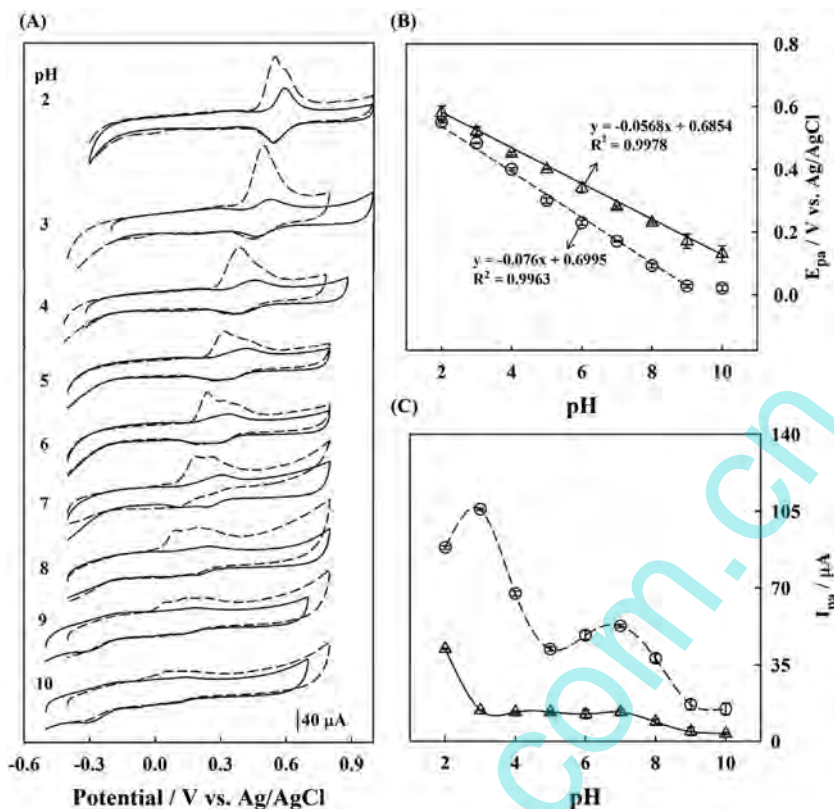 (A)
pH
2
3
4
5
6
7
8
9
10
40 μA
-0.6 -0.3 0.0 0.3 0.6 0.9
Potential / V vs. Ag/AgCl
(B)
0.8
0.6
0.4
0.2
0.0
E_pa / V vs. Ag/AgCl
y = -0.0568x + 0.6854
R² = 0.9978
y = -0.076x + 0.6995
R² = 0.9963
2 4 6 8 10
pH
(C)
140
105
70
35
0
I_pa / μA
2 4 6 8 10
pH
com.cn